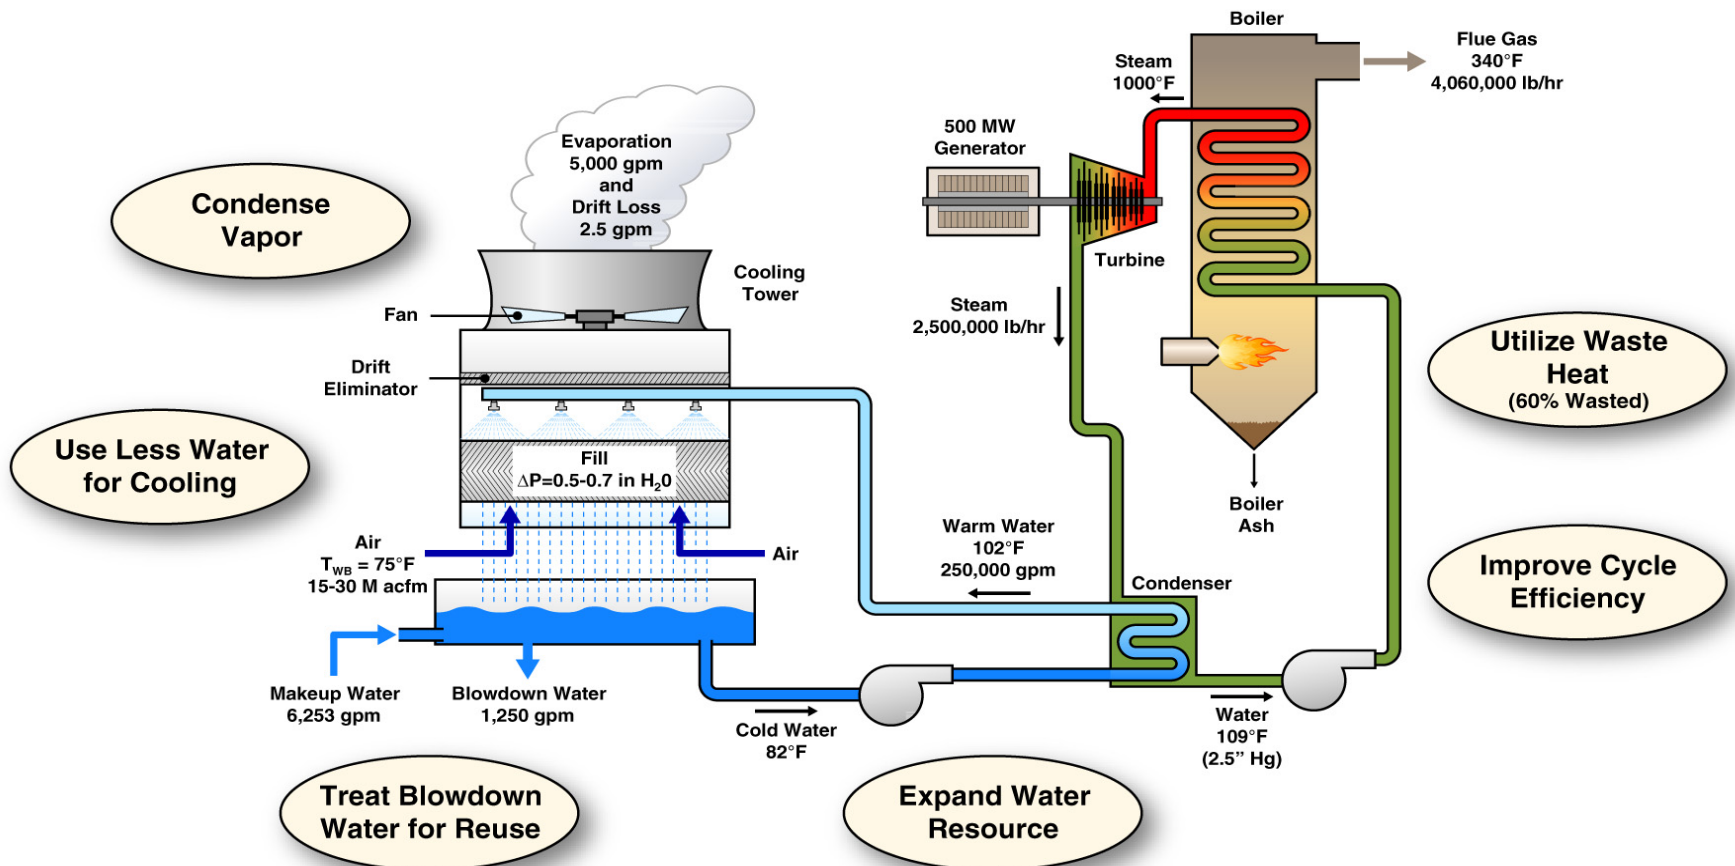 Boiler
Flue Gas
340°F
4,060,000 lb/hr
Steam
1000°F
500 MW
Generator
Turbine
Steam
2,500,000 lb/hr
Evaporation
5,000 gpm
and
Drift Loss
2.5 gpm
Condense
Vapor
Cooling
Tower
Fan
Drift
Eliminator
Utilize Waste
Heat
(60% Wasted)
Use Less Water
for Cooling
Fill
ΔP=0.5-0.7 in H₂0
Boiler
Ash
Air
T_WB = 75°F
15-30 M acfm
Air
Warm Water
102°F
250,000 gpm
Condenser
Improve Cycle
Efficiency
Makeup Water
6,253 gpm
Blowdown Water
1,250 gpm
Cold Water
82°F
Water
109°F
(2.5” Hg)
Treat Blowdown
Water for Reuse
Expand Water
Resource